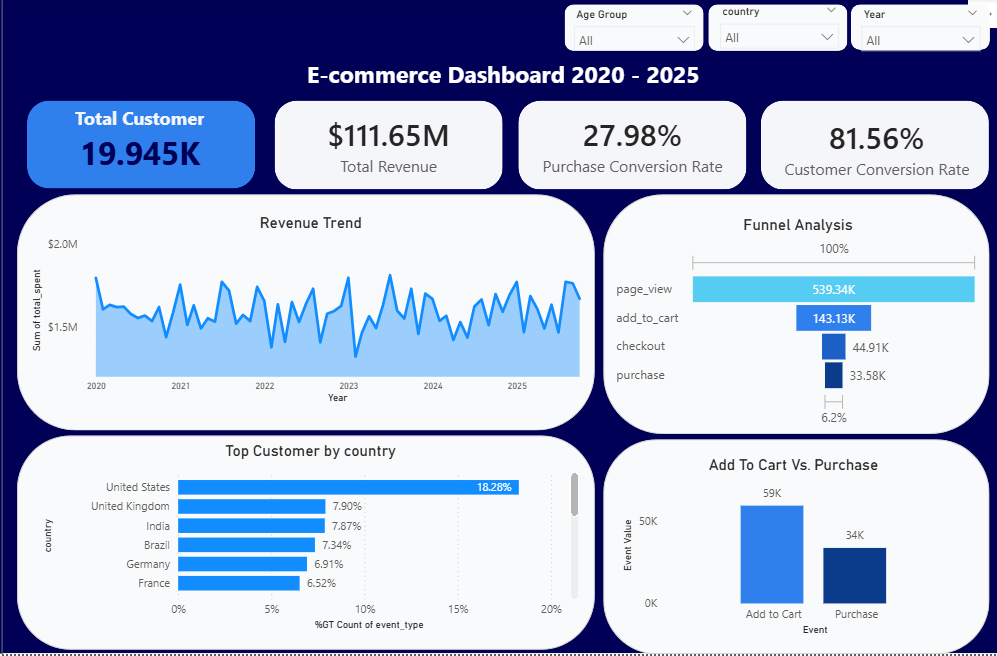 Age Group
All
country
All
Year
All
E-commerce Dashboard 2020 - 2025
Total Customer
19.945K
$111.65M
Total Revenue
27.98%
Purchase Conversion Rate
81.56%
Customer Conversion Rate
Revenue Trend
$2.0M
$1.5M
Sum of total_spent
2020 2021 2022 2023 2024 2025
Year
Funnel Analysis
100%
page_view 539.34K
add_to_cart 143.13K
checkout 44.91K
purchase 33.58K
6.2%
Top Customer by country
country
United States 18.28%
United Kingdom 7.90%
India 7.87%
Brazil 7.34%
Germany 6.91%
France 6.52%
0% 5% 10% 15% 20%
%GT Count of event_type
Add To Cart Vs. Purchase
59K
34K
50K
0K
Event Value
Add to Cart Purchase
Event